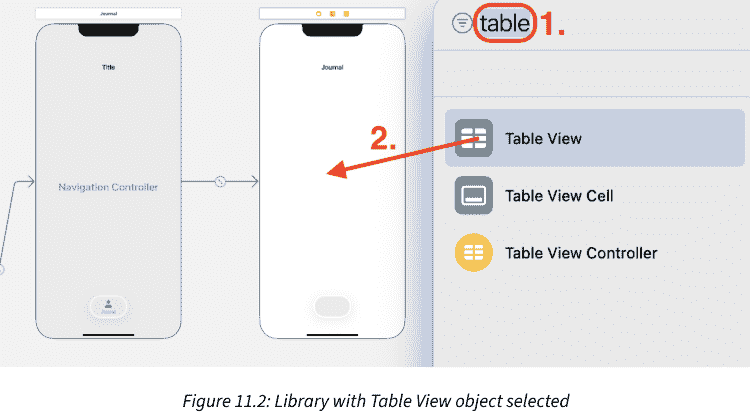 Journal
Title
Navigation Controller
Journal
table
1.
2.
Table View
Table View Cell
Table View Controller
Figure 11.2: Library with Table View object selected